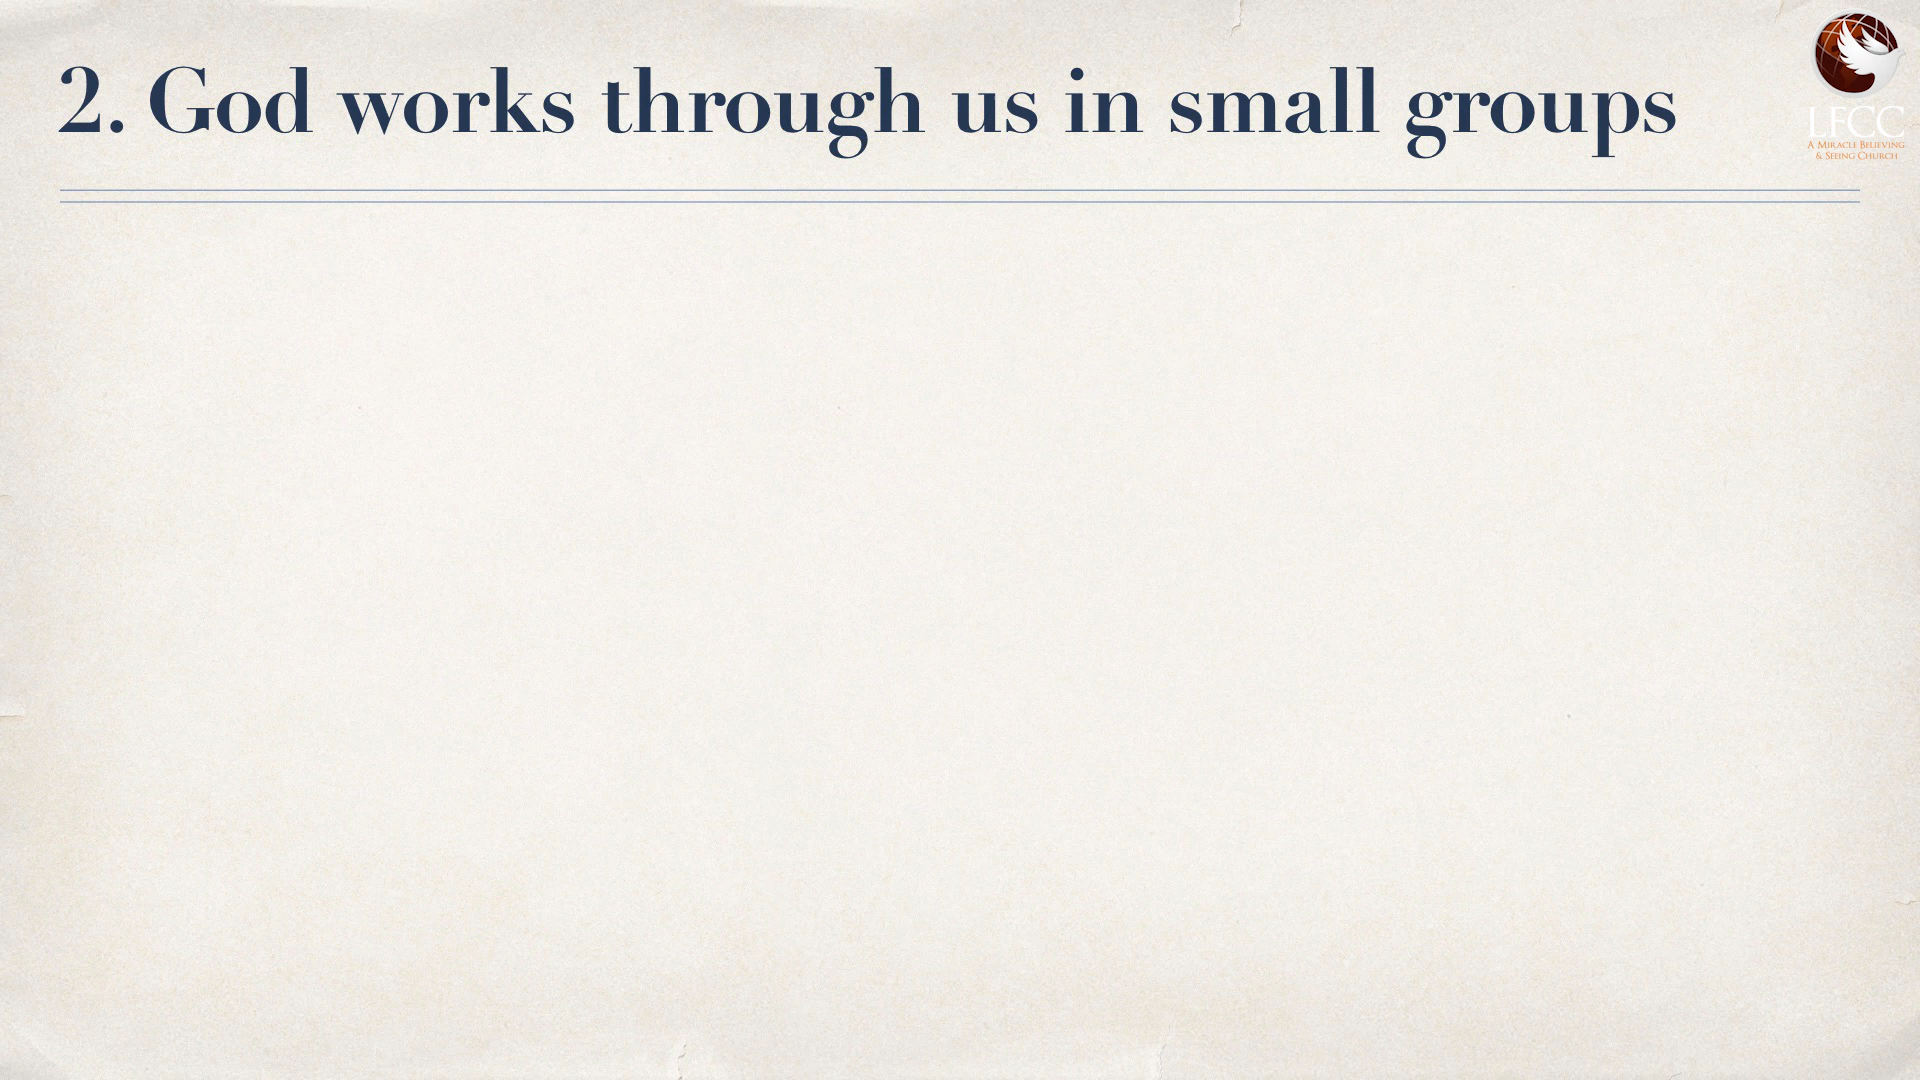 2. God works through us in small groups
LFCC
A Miracle Believing
& Seeing Church